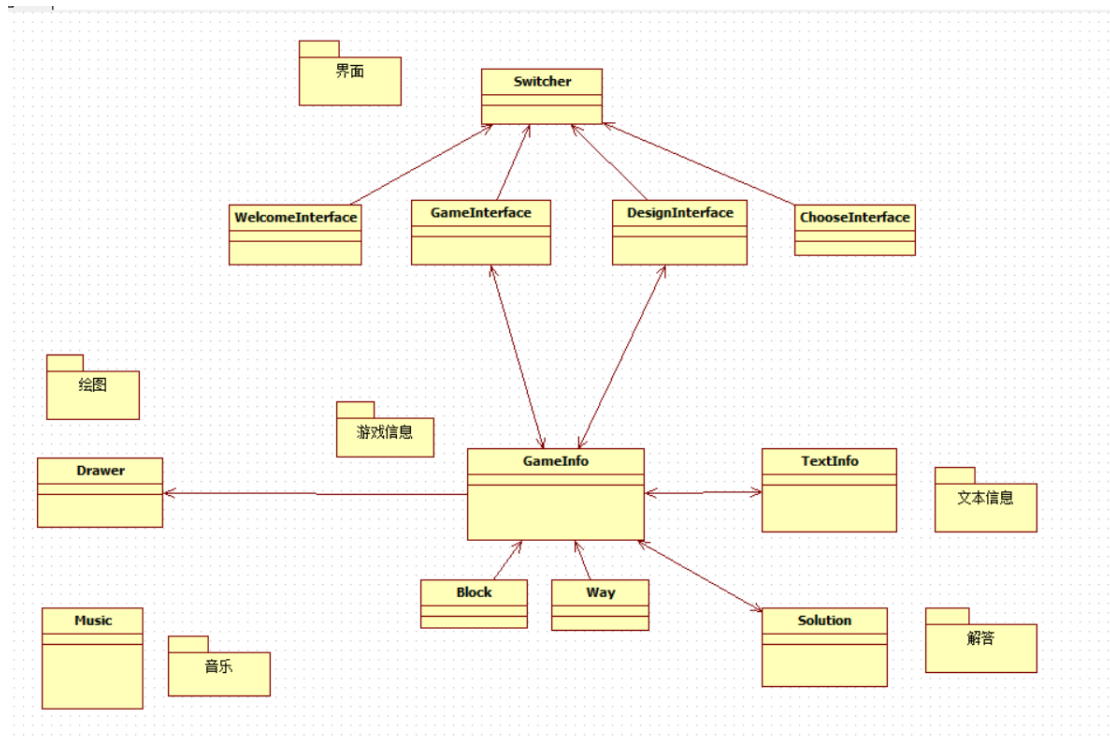 界面
Switcher
WelcomeInterface
GameInterface
DesignInterface
ChooseInterface
绘图
游戏信息
Drawer
GameInfo
TextInfo
文本信息
Block
Way
Music
音乐
Solution
解答